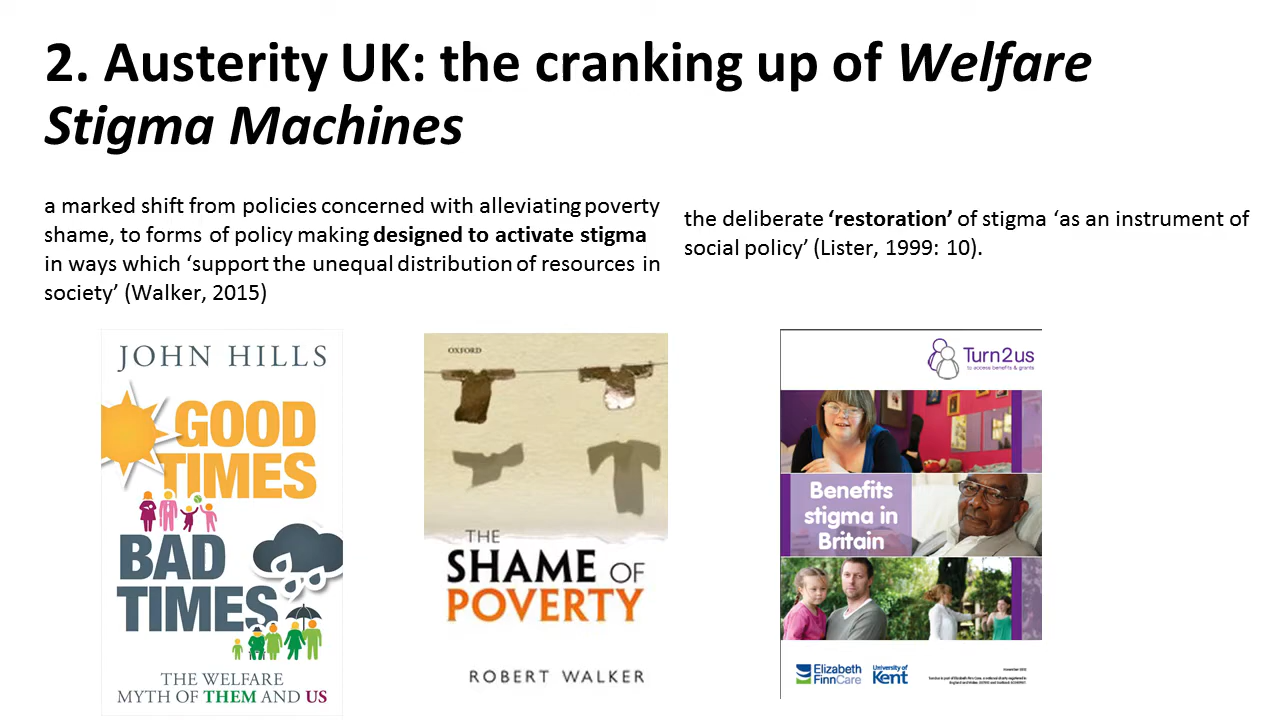 2. Austerity UK: the cranking up of Welfare
Stigma Machines
a marked shift from policies concerned with alleviating poverty
shame, to forms of policy making designed to activate stigma
in ways which ‘support the unequal distribution of resources in
society’ (Walker, 2015)
the deliberate ‘restoration’ of stigma ‘as an instrument of
social policy’ (Lister, 1999: 10).
JOHN HILLS
GOOD
TIMES
BAD
TIMES
THE WELFARE
MYTH OF THEM AND US
OXFORD
THE
SHAME OF
POVERTY
ROBERT WALKER
Turn2us
to access benefits & grants
Benefits
stigma in
Britain
Elizabeth
FinnCare
University of
Kent